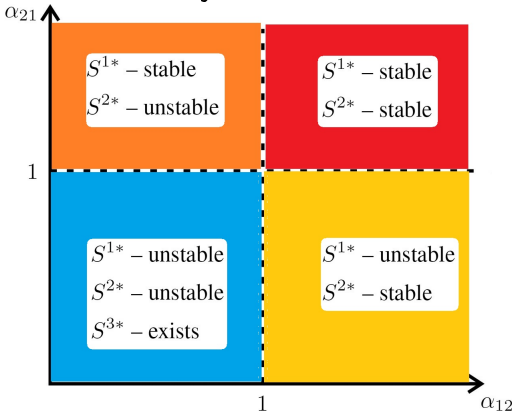 α₂₁
S¹* – stable
S²* – unstable
S¹* – stable
S²* – stable
1
S¹* – unstable
S²* – unstable
S³* – exists
S¹* – unstable
S²* – stable
1
α₁₂